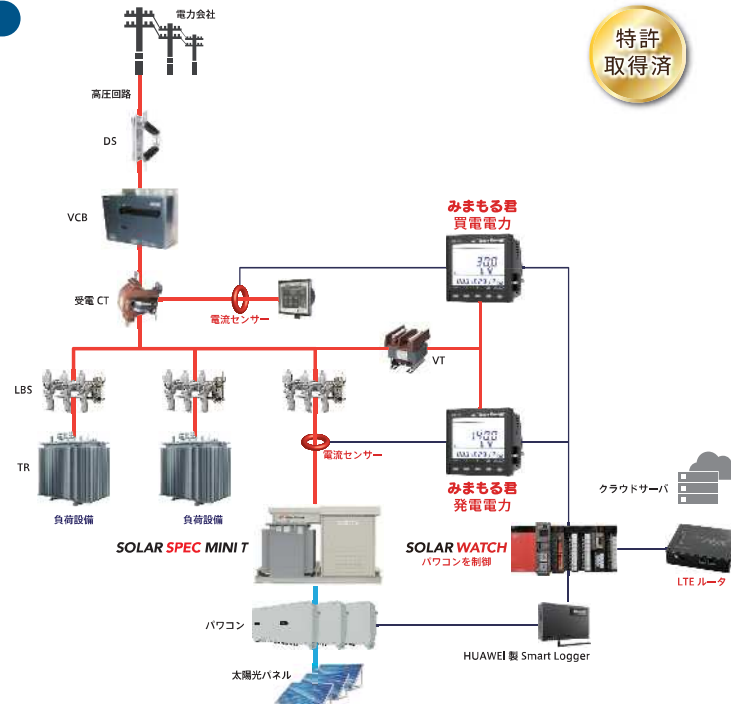 電力会社
特許
取得済
高圧回路
DS
VCB
みまもる君
買電電力
受電 CT
電流センサー
VT
LBS
TR
電流センサー
みまもる君
発電電力
クラウドサーバ
負荷設備
負荷設備
SOLAR SPEC MINI T
SOLAR WATCH
パワコンを制御
LTE ルータ
パワコン
HUAWEI 製 Smart Logger
太陽光パネル